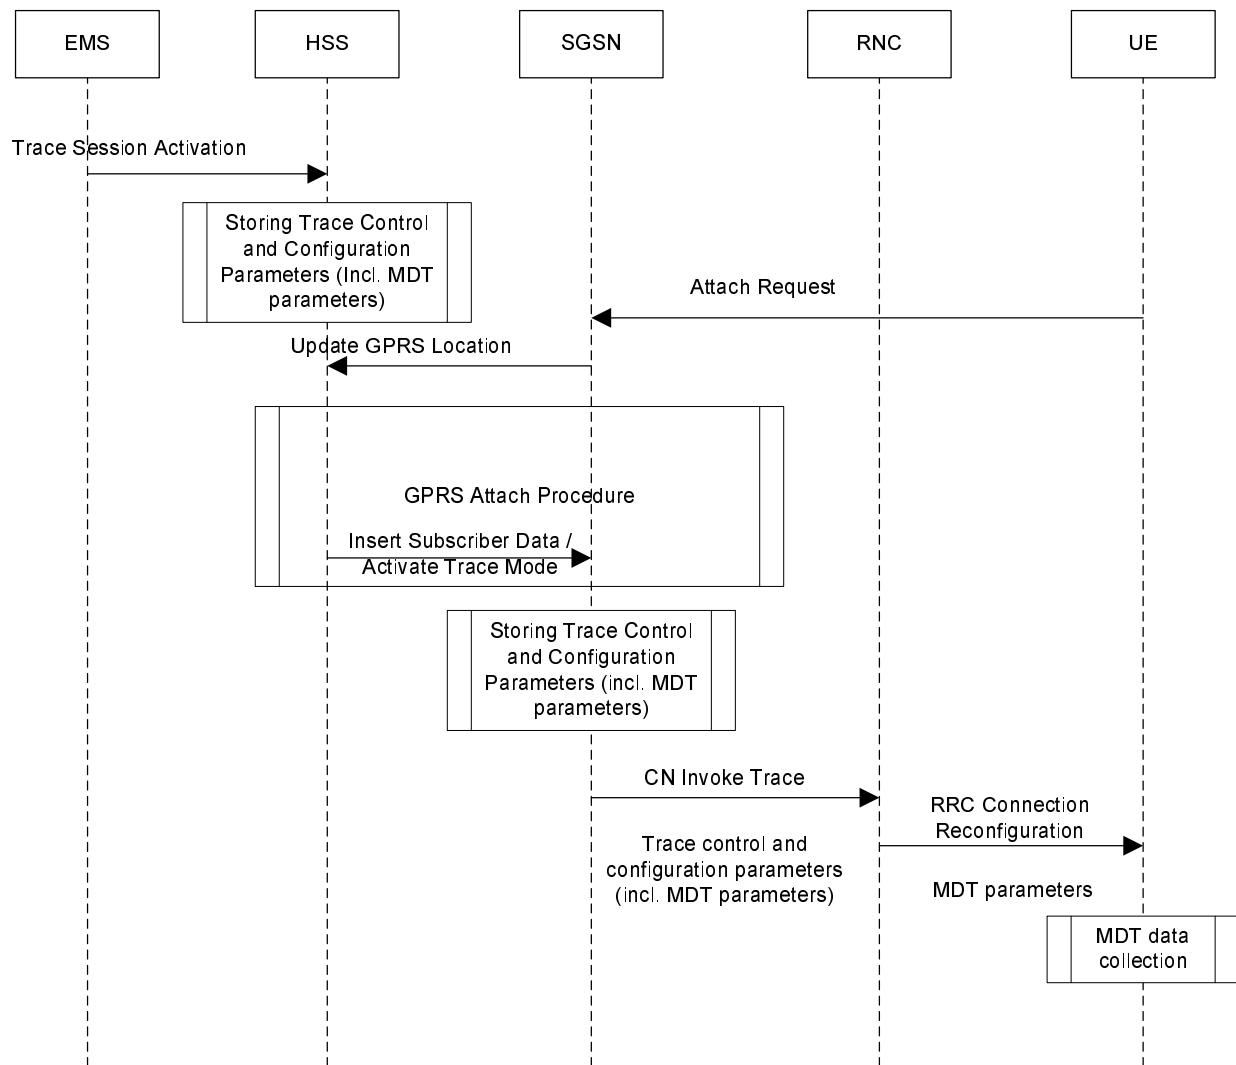 EMS
HSS
SGSN
RNC
UE
Trace Session Activation
Storing Trace Control
and Configuration
Parameters (Incl. MDT
parameters)
Attach Request
Update GPRS Location
GPRS Attach Procedure
Insert Subscriber Data /
Activate Trace Mode
Storing Trace Control
and Configuration
Parameters (incl. MDT
parameters)
CN Invoke Trace
RRC Connection
Reconfiguration
Trace control and
configuration parameters
(incl. MDT parameters)
MDT parameters
MDT data
collection